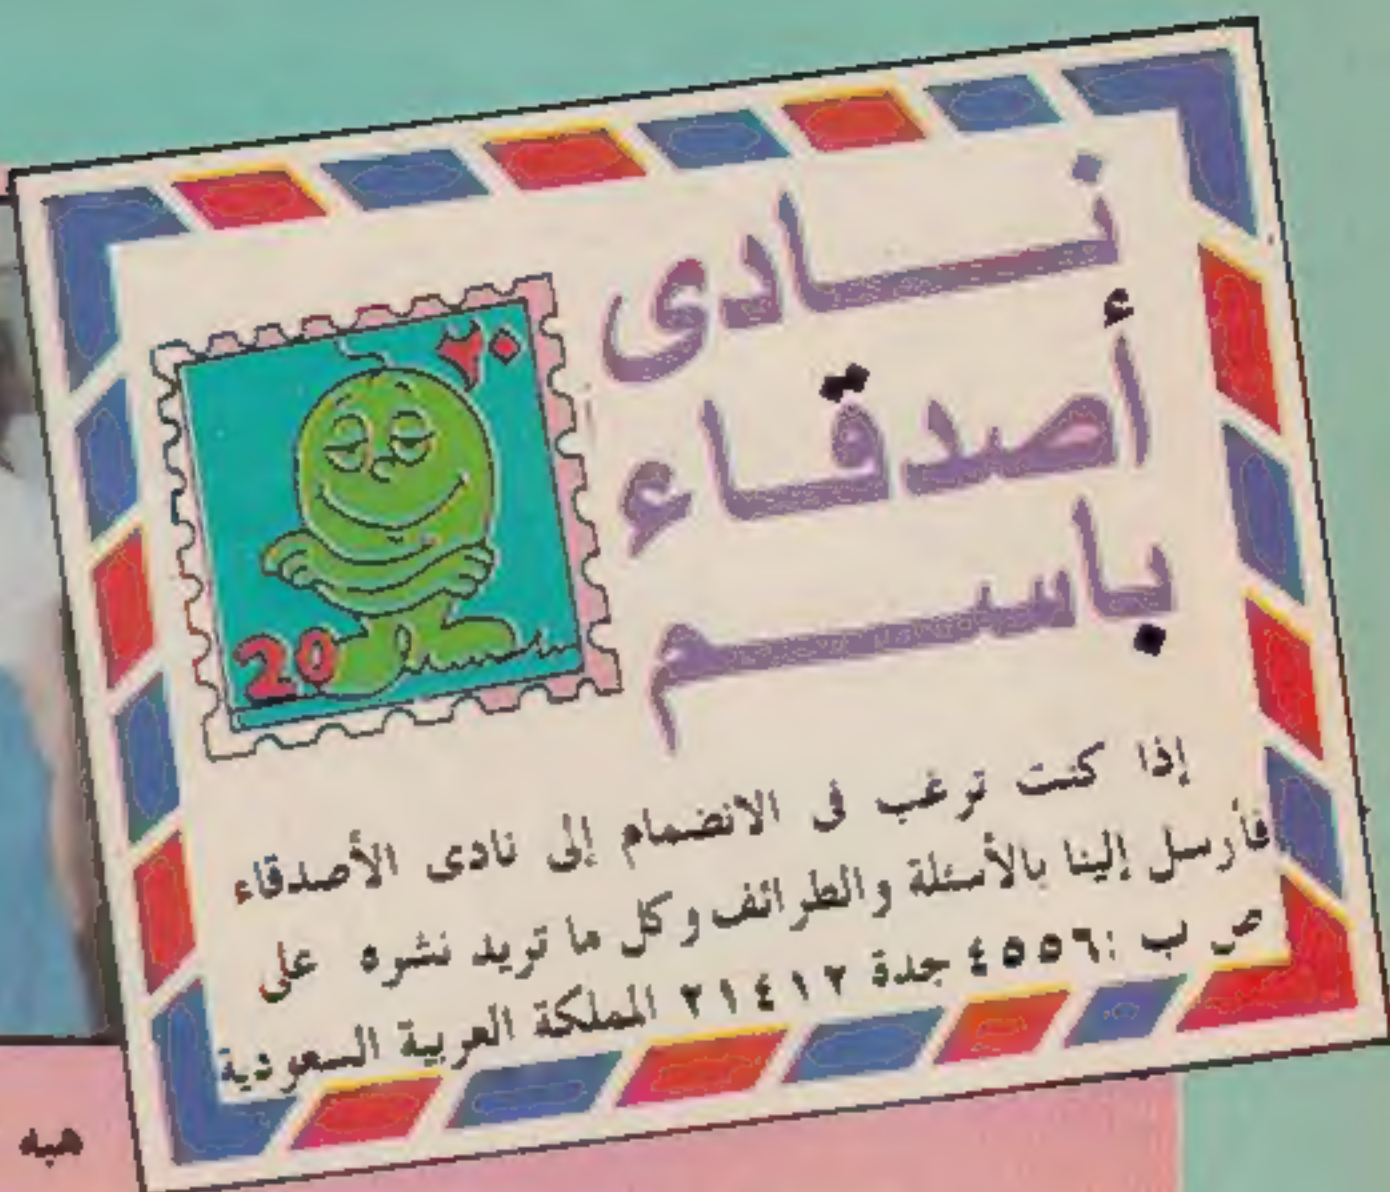 نادى
أصدقاء
باسم
٢٠
20
إذا كنت ترغب فى الانضمام إلى نادى الأصدقاء
فأرسل إلينا بالأسئلة والطرائف وكل ما تريد نشره على
ص ب : ٤٥٥٦ جدة ٢١٤١٢ المملكة العربية السعودية
هبه